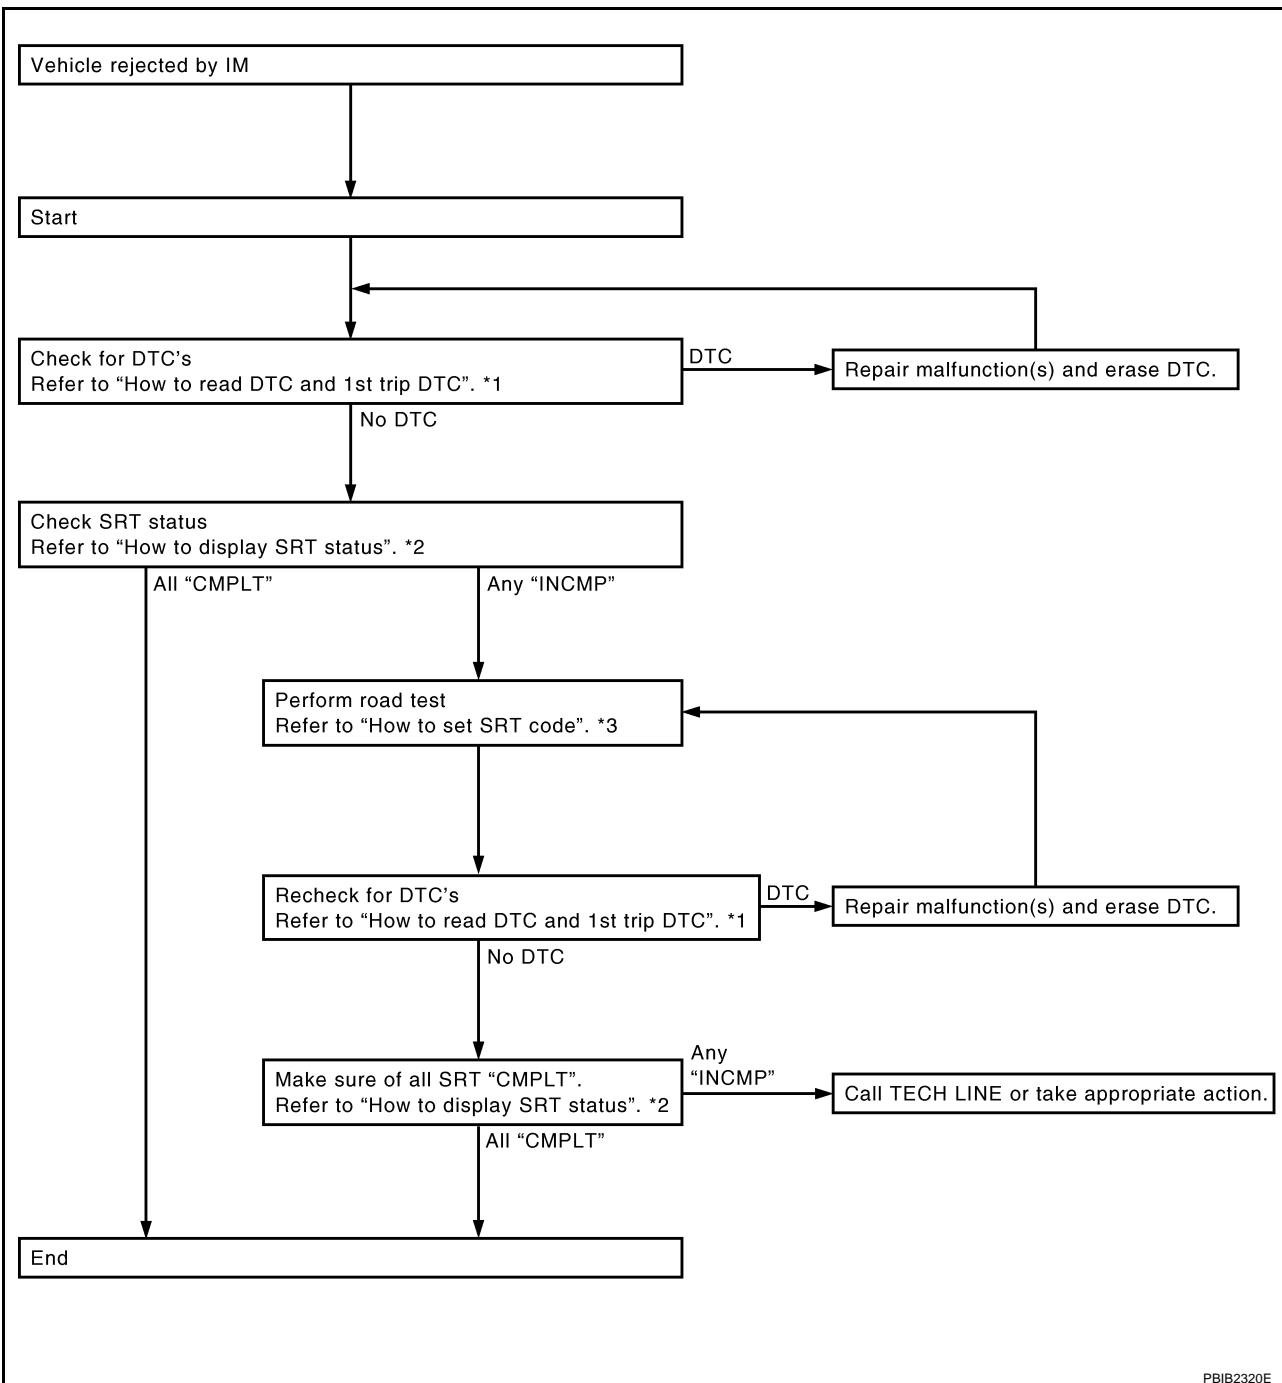 Vehicle rejected by IM
Start
Check for DTC's
Refer to “How to read DTC and 1st trip DTC”. *1
DTC
Repair malfunction(s) and erase DTC.
No DTC
Check SRT status
Refer to “How to display SRT status”. *2
All “CMPLT”
Any “INCMP”
Perform road test
Refer to “How to set SRT code”. *3
Recheck for DTC's
Refer to “How to read DTC and 1st trip DTC”. *1
DTC
Repair malfunction(s) and erase DTC.
No DTC
Make sure of all SRT “CMPLT”.
Refer to “How to display SRT status”. *2
Any
“INCMP”
Call TECH LINE or take appropriate action.
All “CMPLT”
End
PBIB2320E